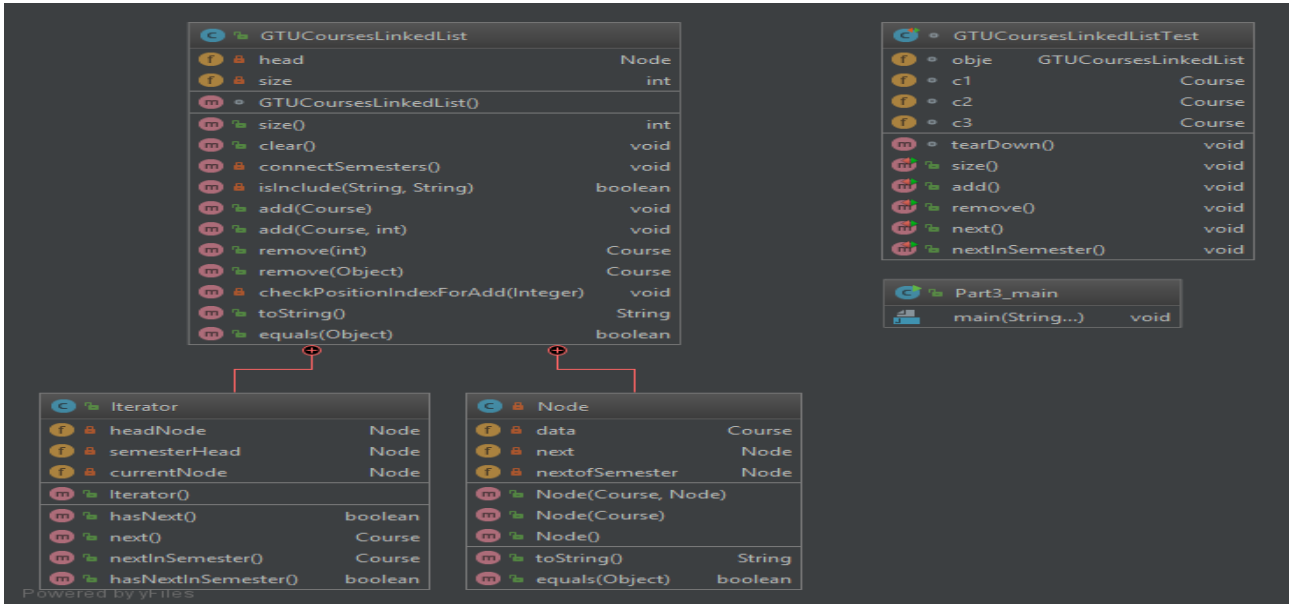 GTUCoursesLinkedList
head Node
size int
GTUCoursesLinkedList()
size() int
clear() void
connectSemesters() void
isInclude(String, String) boolean
add(Course) void
add(Course, int) void
remove(int) Course
remove(Object) Course
checkPositionIndexForAdd(Integer) void
toString() String
equals(Object) boolean
GTUCoursesLinkedListTest
obje GTUCoursesLinkedList
c1 Course
c2 Course
c3 Course
tearDown() void
size() void
add() void
remove() void
next() void
nextInSemester() void
Part3_main
main(String...) void
Iterator
headNode Node
semesterHead Node
currentNode Node
Iterator()
hasNext() boolean
next() Course
nextInSemester() Course
hasNextInSemester() boolean
Node
data Course
next Node
nextofSemester Node
Node(Course, Node)
Node(Course)
Node()
toString() String
equals(Object) boolean
Powered by yFiles